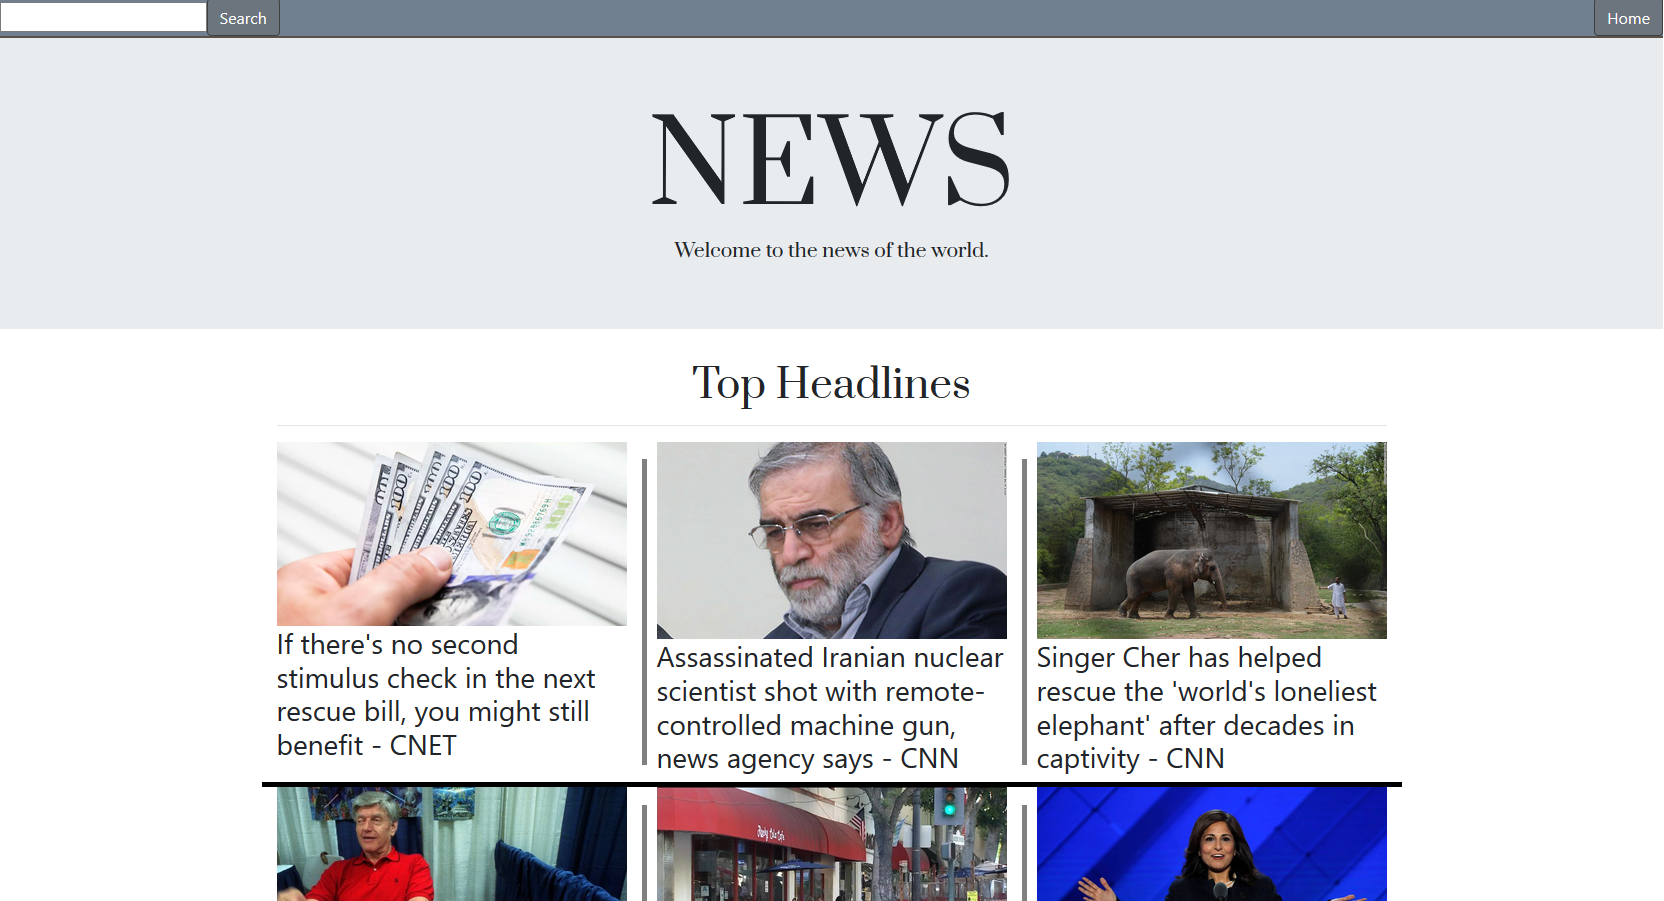 Search
Home
NEWS
Welcome to the news of the world.
Top Headlines
If there's no second
stimulus check in the next
rescue bill, you might still
benefit - CNET
Assassinated Iranian nuclear
scientist shot with remote-
controlled machine gun,
news agency says - CNN
Singer Cher has helped
rescue the 'world's loneliest
elephant' after decades in
captivity - CNN